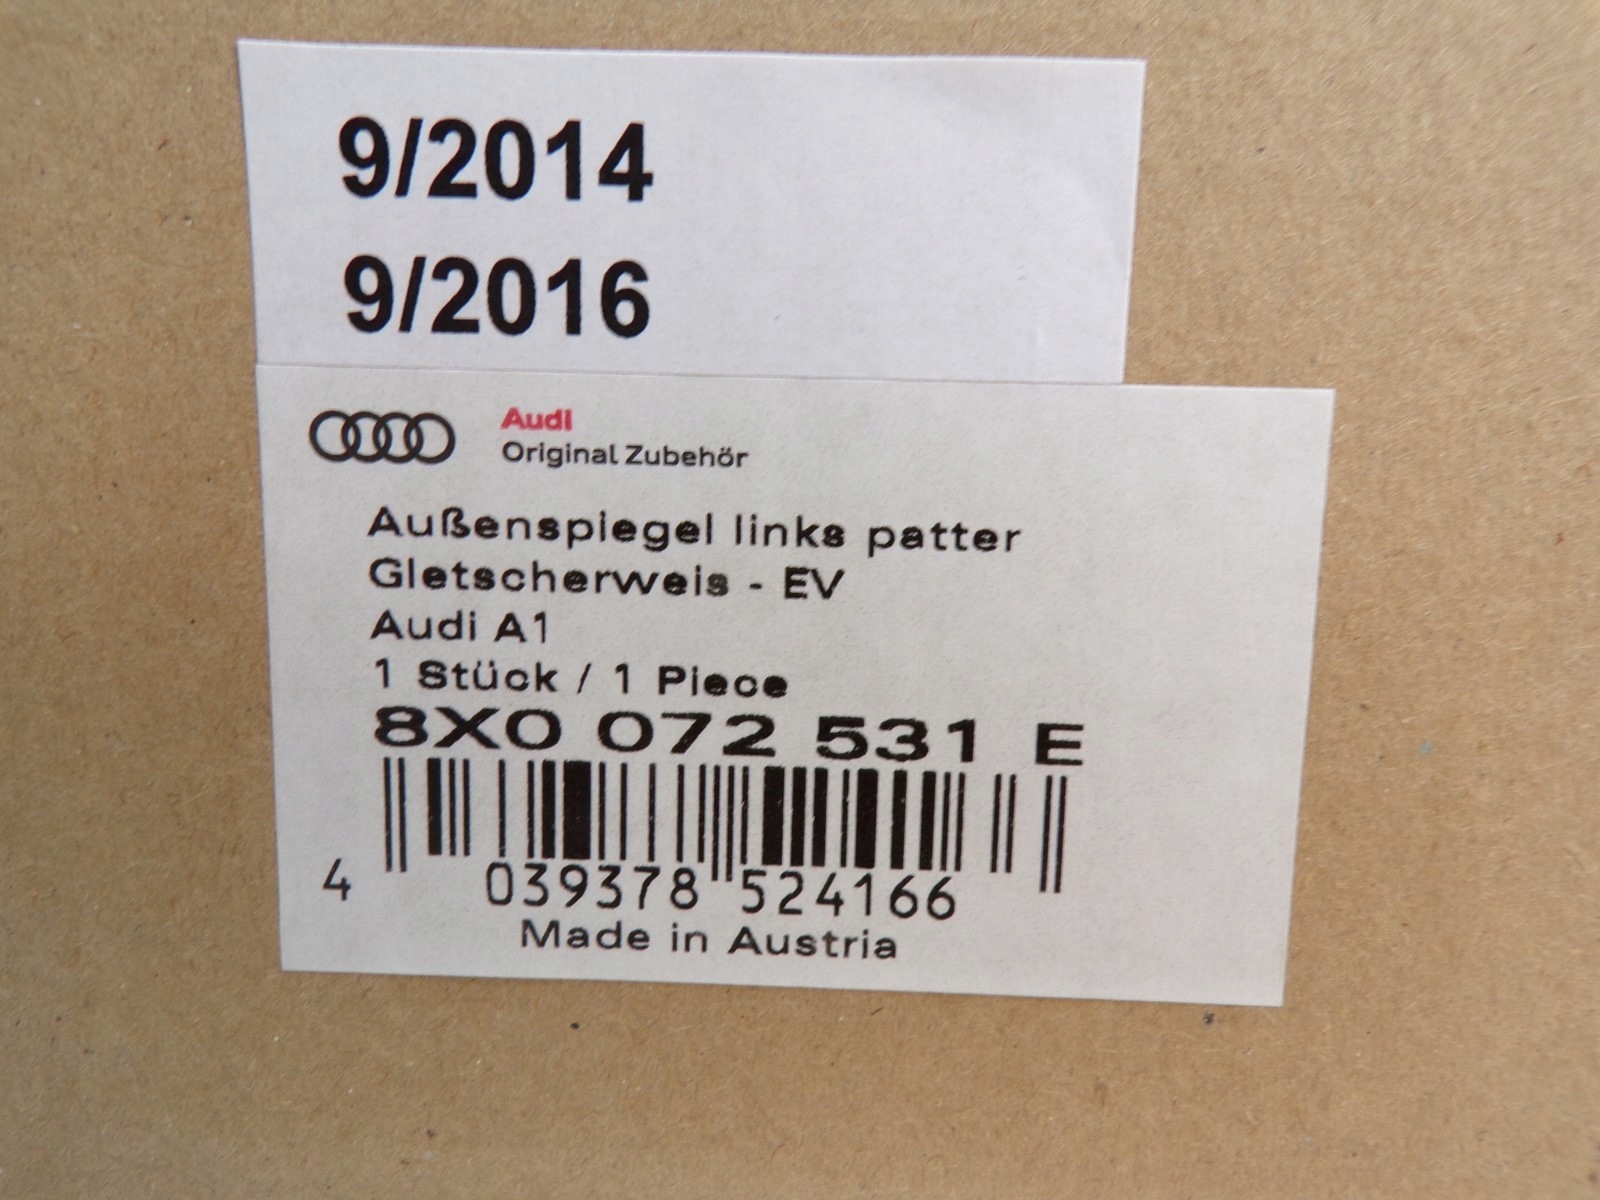 9/2014
9/2016
Audi
Original Zubehör
Außenspiegel links patter
Gletscherweis - EV
Audi A1
1 Stück / 1 Piece
8X0 072 531 E
4 039378 524166
Made in Austria